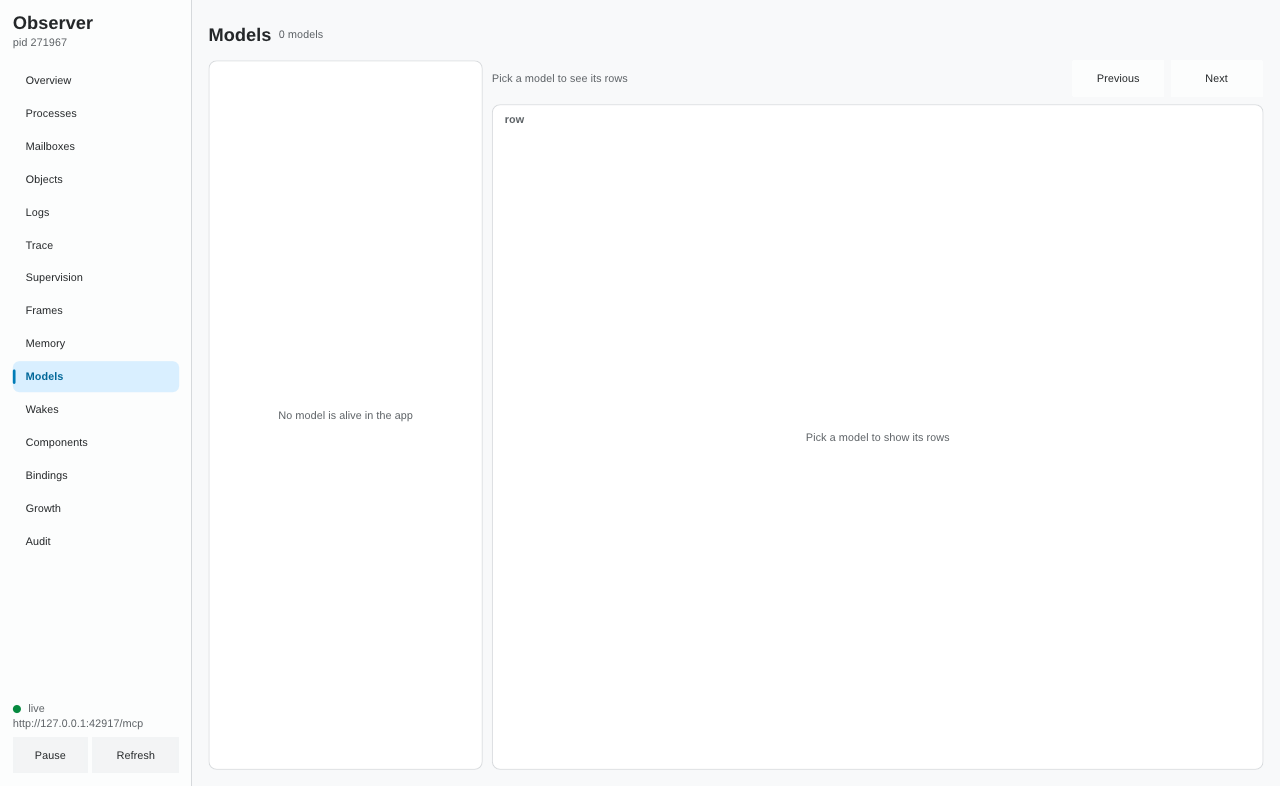 Observer
pid 271967
Overview
Processes
Mailboxes
Objects
Logs
Trace
Supervision
Frames
Memory
Models
Wakes
Components
Bindings
Growth
Audit
live
http://127.0.0.1:42917/mcp
Pause Refresh
Models 0 models
No model is alive in the app
Pick a model to see its rows Previous Next
row
Pick a model to show its rows